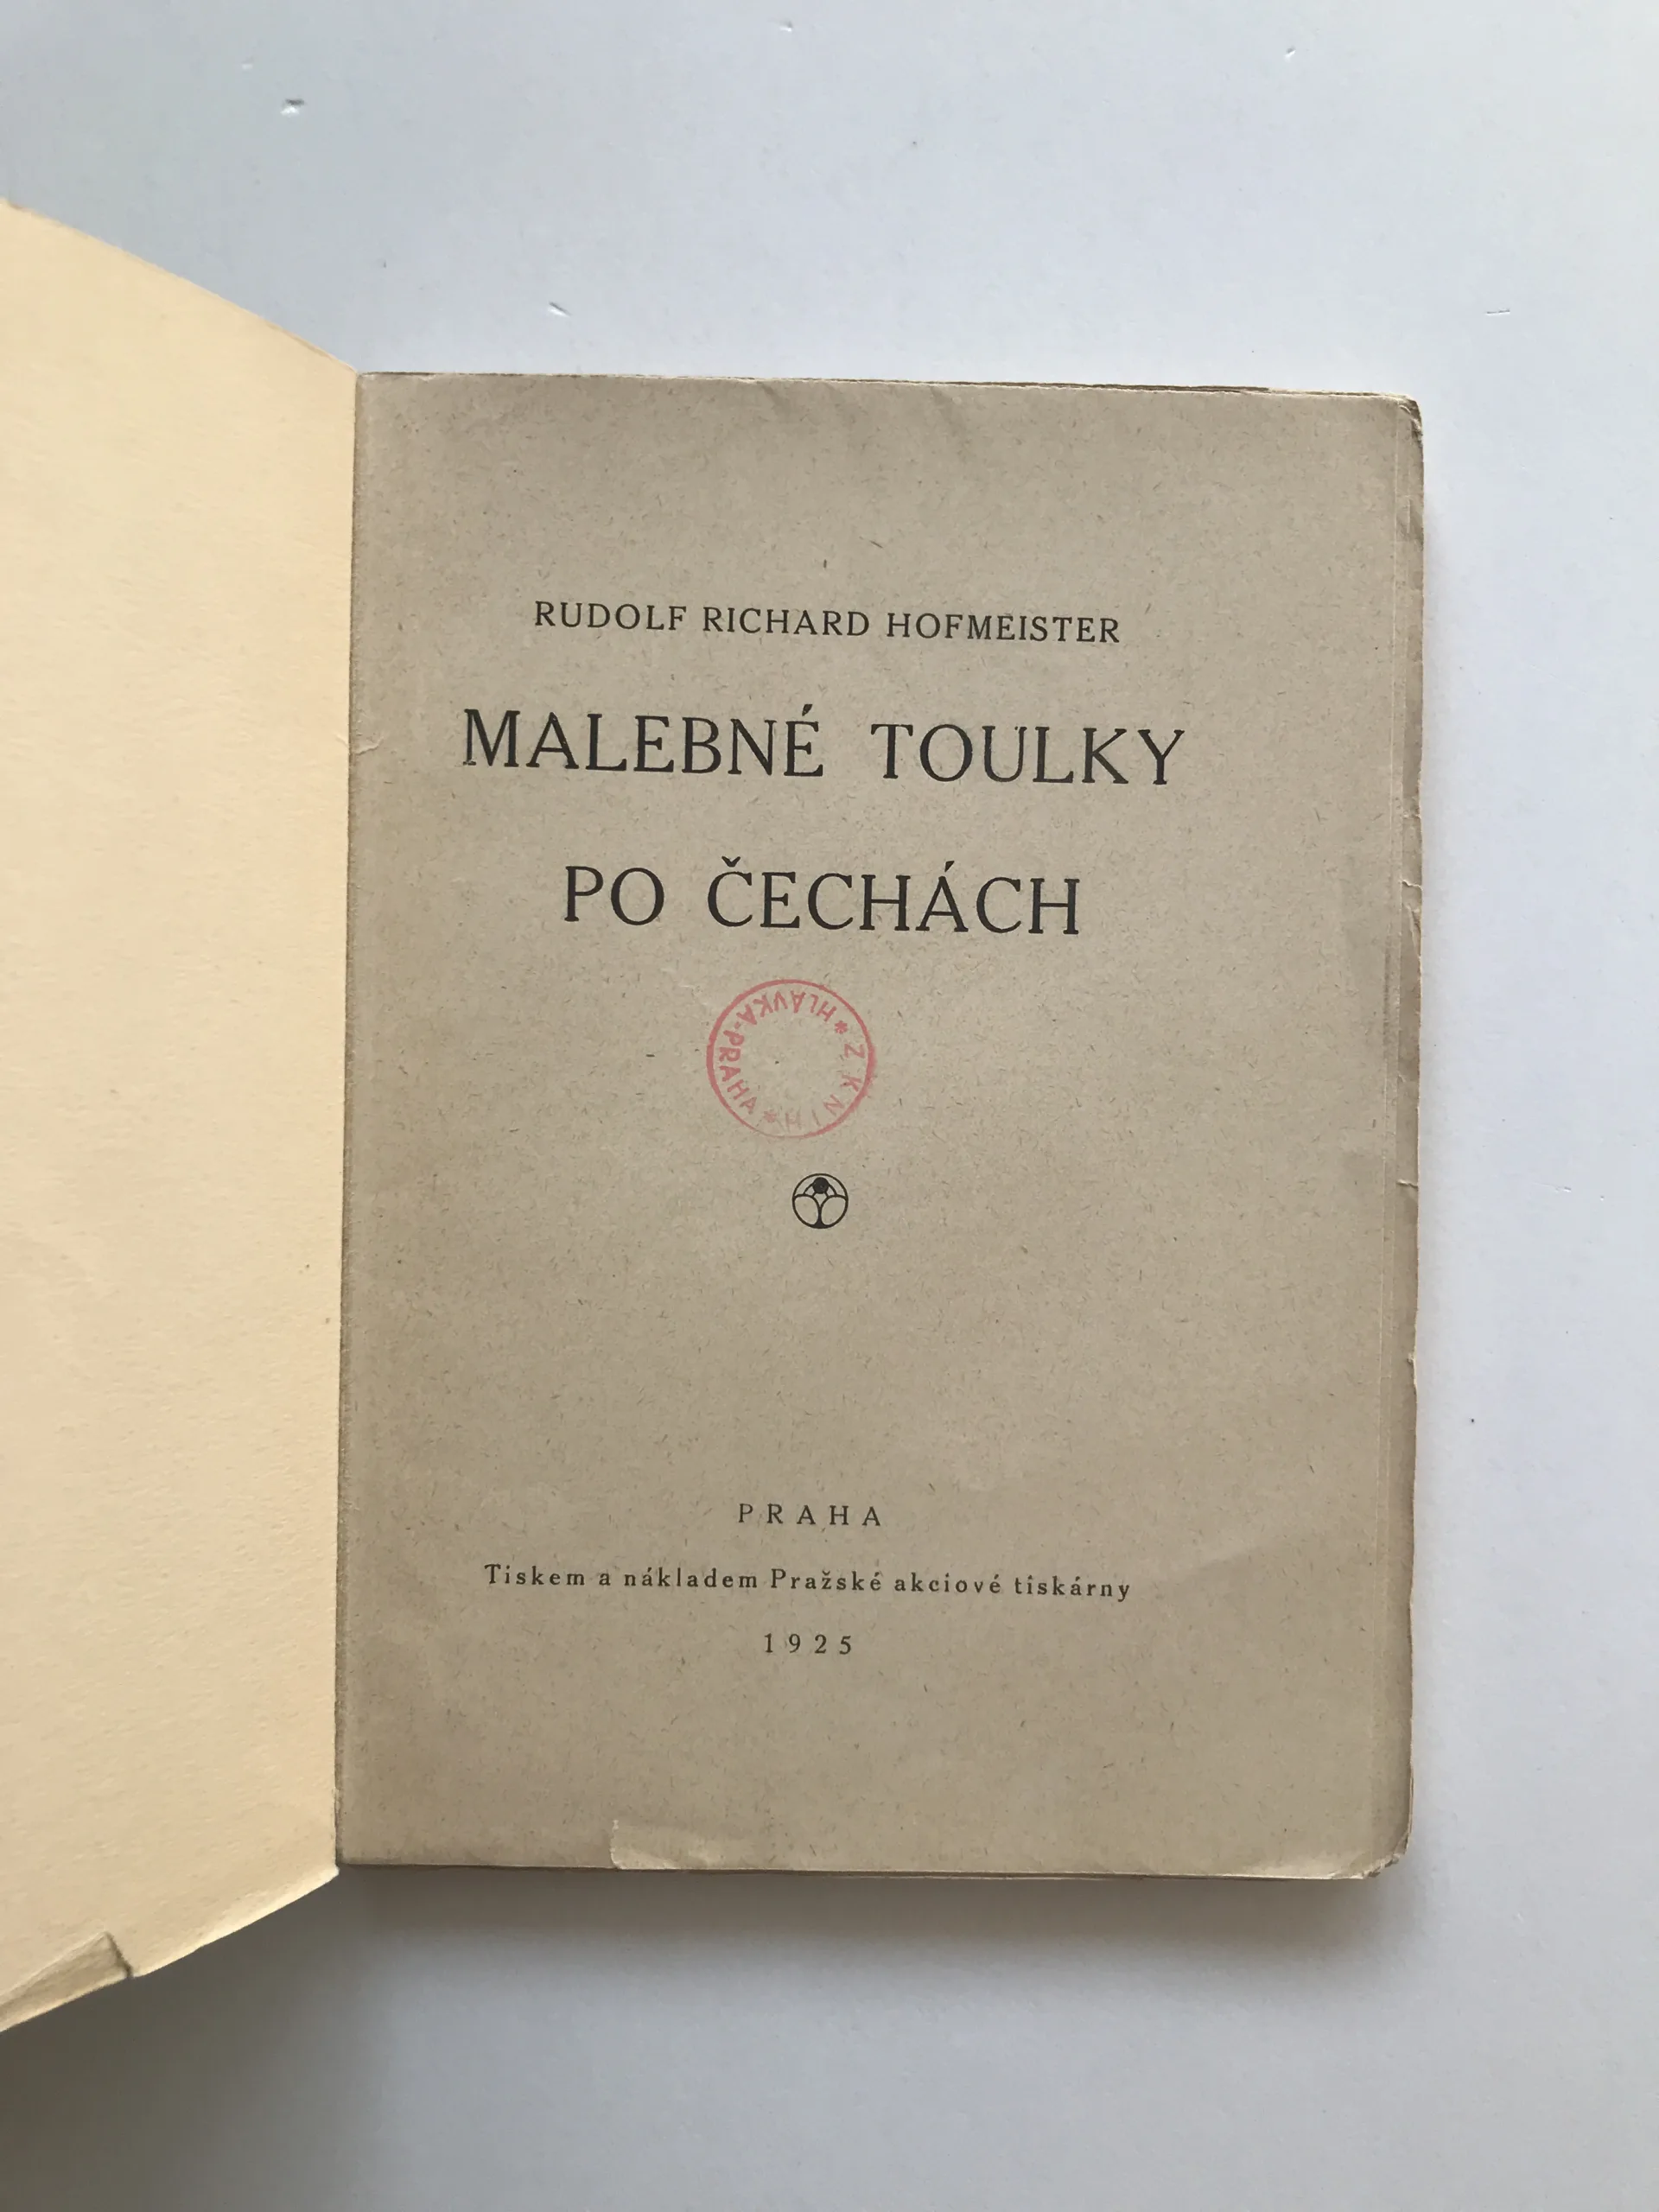 RUDOLF RICHARD HOFMEISTER
MALEBNÉ TOULKY
PO ČECHÁCH
* Z KNIH * HLÁVKA-PRAHA
PRAHA
Tiskem a nákladem Pražské akciové tiskárny
1925